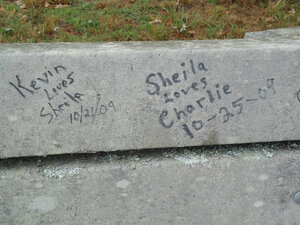 Kevin
Loves
Sheila
10/21/09
Sheila
Loves
Charlie
10-25-09